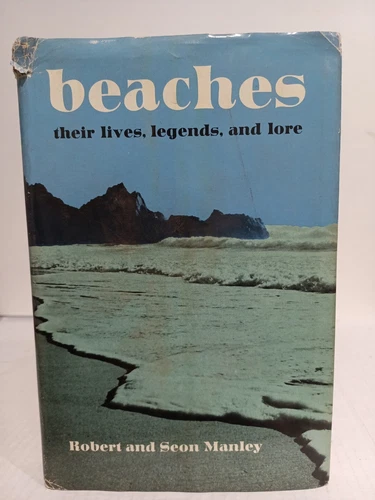 beaches
their lives, legends, and lore
Robert and Seon Manley